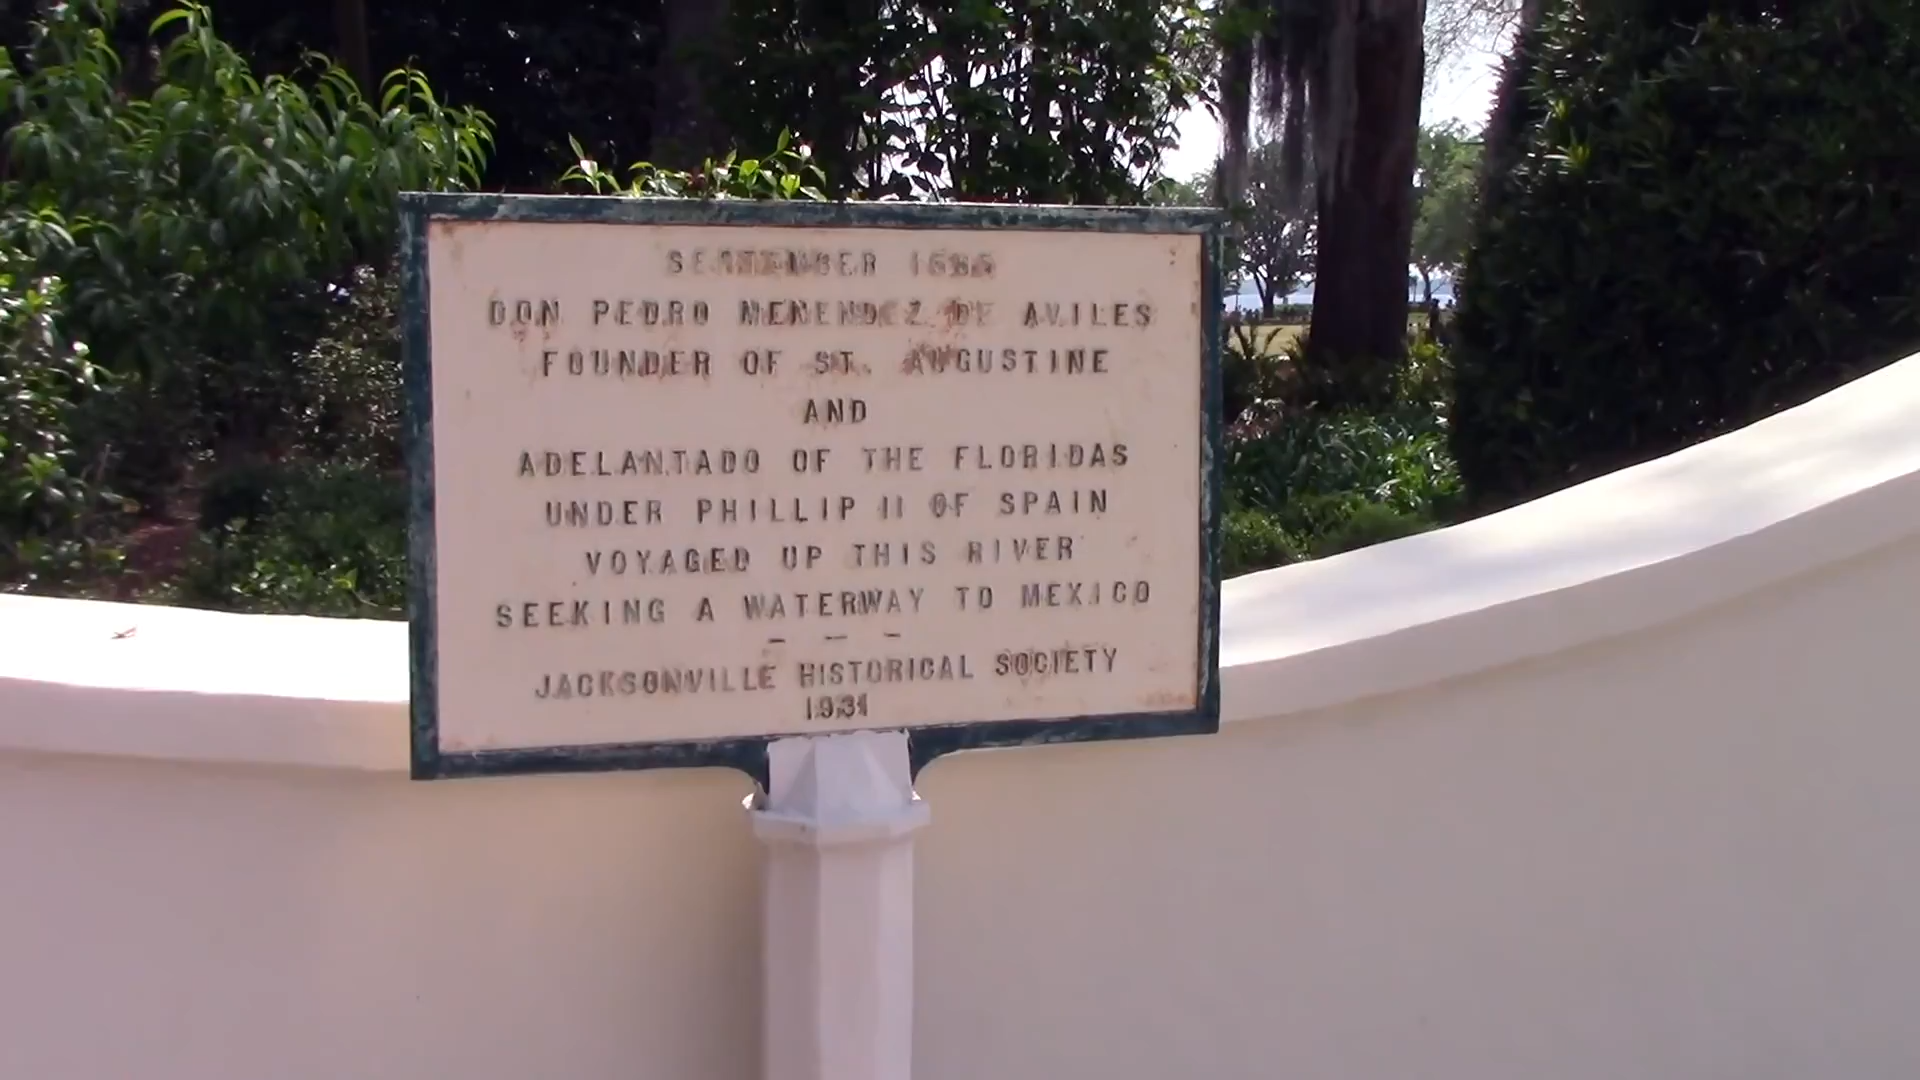 SEPTEMBER
DON PEDRO MENENDEZ DE AVILES
FOUNDER OF ST. AUGUSTINE
AND
ADELANTADO OF THE FLORIDAS
UNDER PHILLIP II OF SPAIN
VOYAGED UP THIS RIVER
SEEKING A WATERWAY TO MEXICO
- - -
JACKSONVILLE HISTORICAL SOCIETY
1931